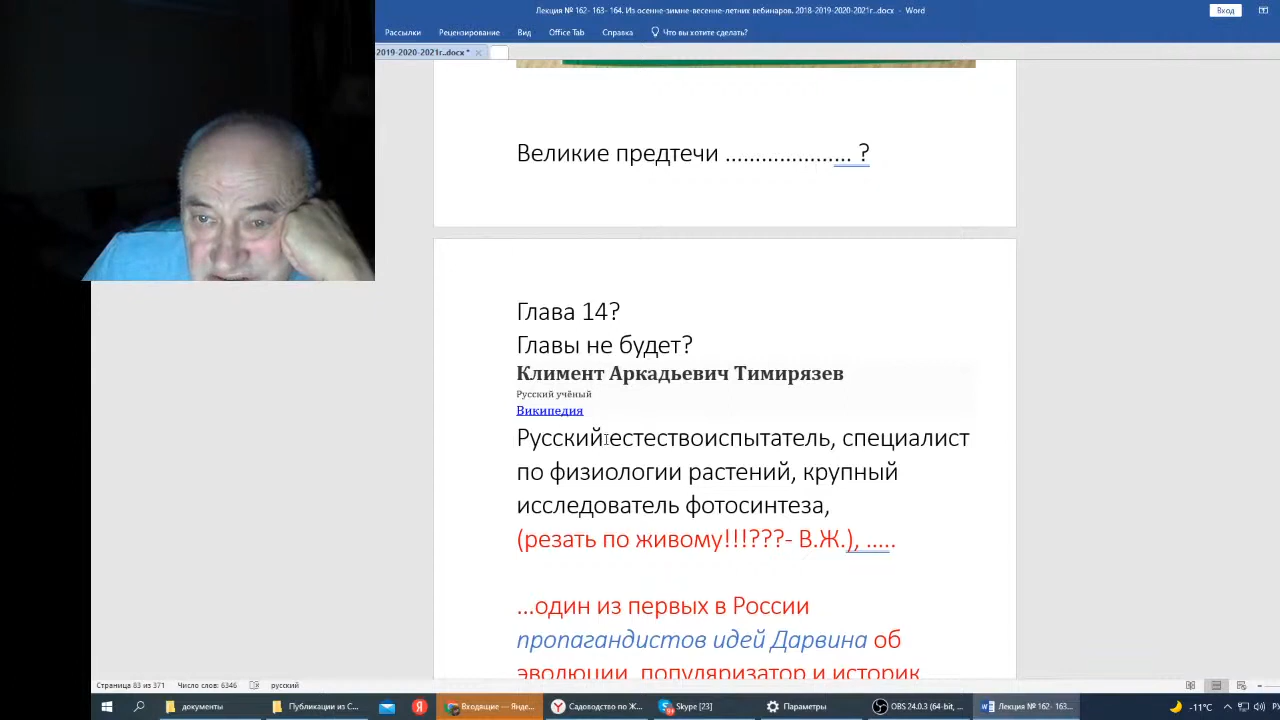 Лекция № 162- 163- 164. Из осенне-зимне-весенне-летних вебинаров. 2018-2019-2020-2021г..docx - Word
Вход
Рассылки Рецензирование Вид Office Tab Справка Что вы хотите сделать?
2019-2020-2021г..docx *
Великие предтечи ..................... ?
Глава 14?
Главы не будет?
Климент Аркадьевич Тимирязев
Русский учёный
Википедия
Русский естествоиспытатель, специалист
по физиологии растений, крупный
исследователь фотосинтеза,
(резать по живому!!!???- В.Ж.), .....
...один из первых в России
пропагандистов идей Дарвина об
эволюции, популяризатор и историк
Страница 83 из 371 Число слов: 6346 русский
документы Публикации из С... Входящие — Янде... Садоводство по Ж... Skype [23] Параметры OBS 24.0.3 (64-bit, ... Лекция № 162- 163...